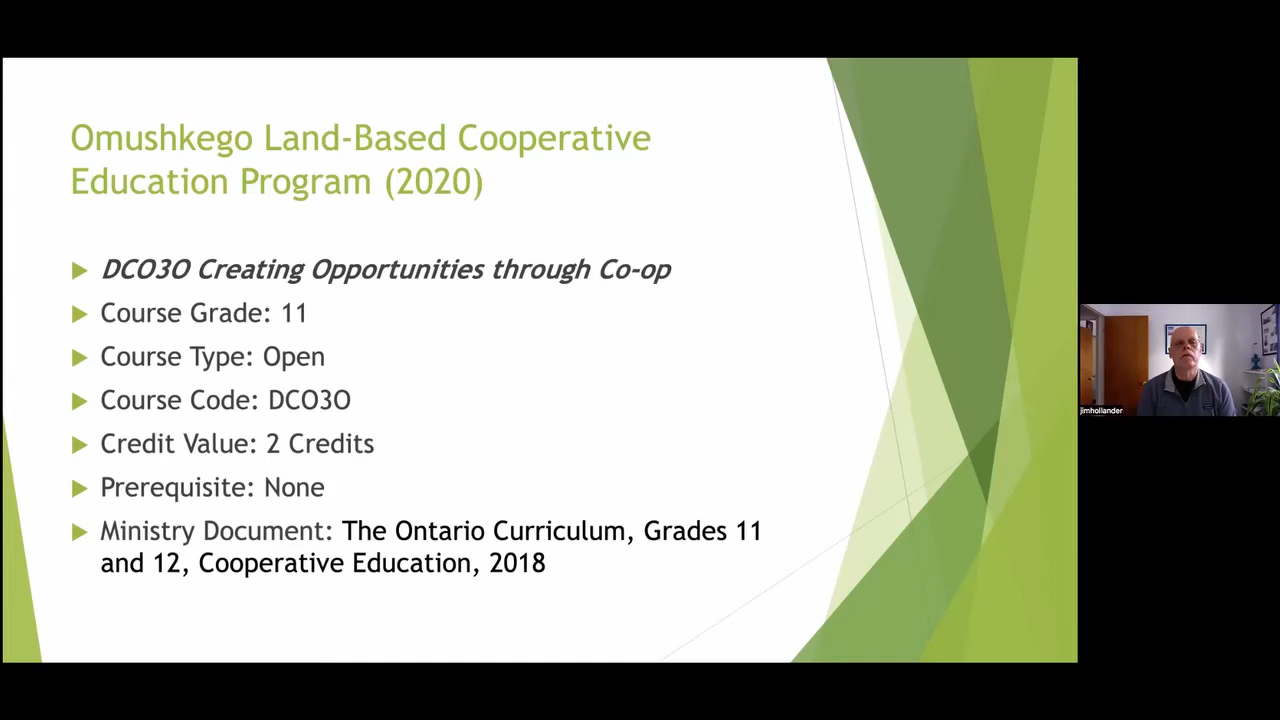 Omushkego Land-Based Cooperative
Education Program (2020)
DCO3O Creating Opportunities through Co-op
Course Grade: 11
Course Type: Open
Course Code: DCO3O
Credit Value: 2 Credits
Prerequisite: None
Ministry Document: The Ontario Curriculum, Grades 11
and 12, Cooperative Education, 2018
jimhollander